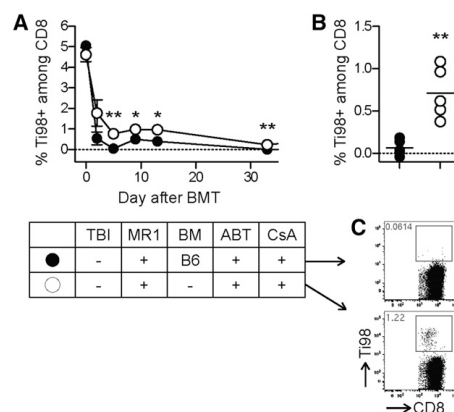 A
% Ti98+ among CD8
6
5
4
3
2
1
0
** * * **
0 10 20 30
Day after BMT
B
% Ti98+ among CD8
1.5
1.0
0.5
0.0
**
TBI MR1 BM ABT CsA
- + B6 + +
- + - + +
C
0.0614
1.22
Ti98
CD8